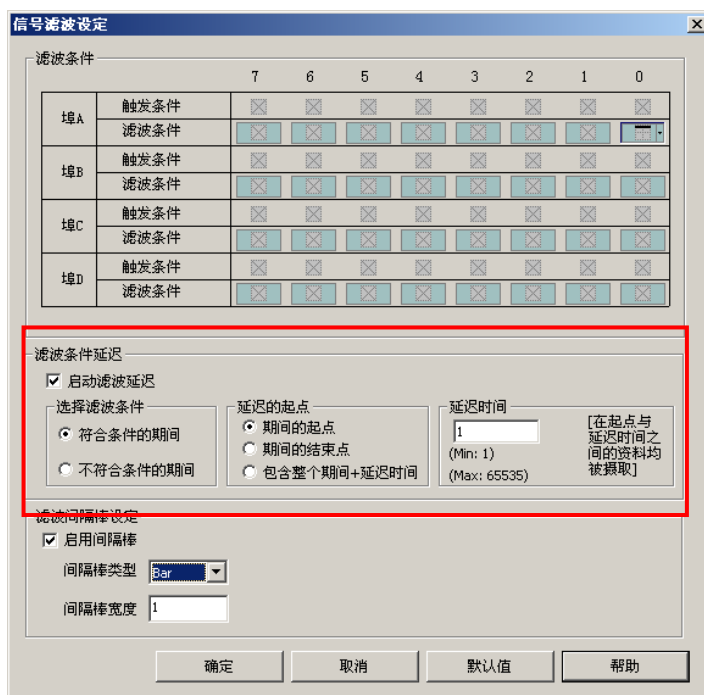 信号滤波设定
滤波条件
7 6 5 4 3 2 1 0
埠A
触发条件
滤波条件
埠B
触发条件
滤波条件
埠C
触发条件
滤波条件
埠D
触发条件
滤波条件
滤波条件延迟
启动滤波延迟
选择滤波条件
符合条件的期间
不符合条件的期间
延迟的起点
期间的起点
期间的结束点
包含整个期间+延迟时间
延迟时间
1
(Min: 1)
(Max: 65535)
[在起点与
延迟时间之
间的资料均
被摄取]
滤波间隔棒设定
启用间隔棒
间隔棒类型 Bar
间隔棒宽度 1
确定 取消 默认值 帮助